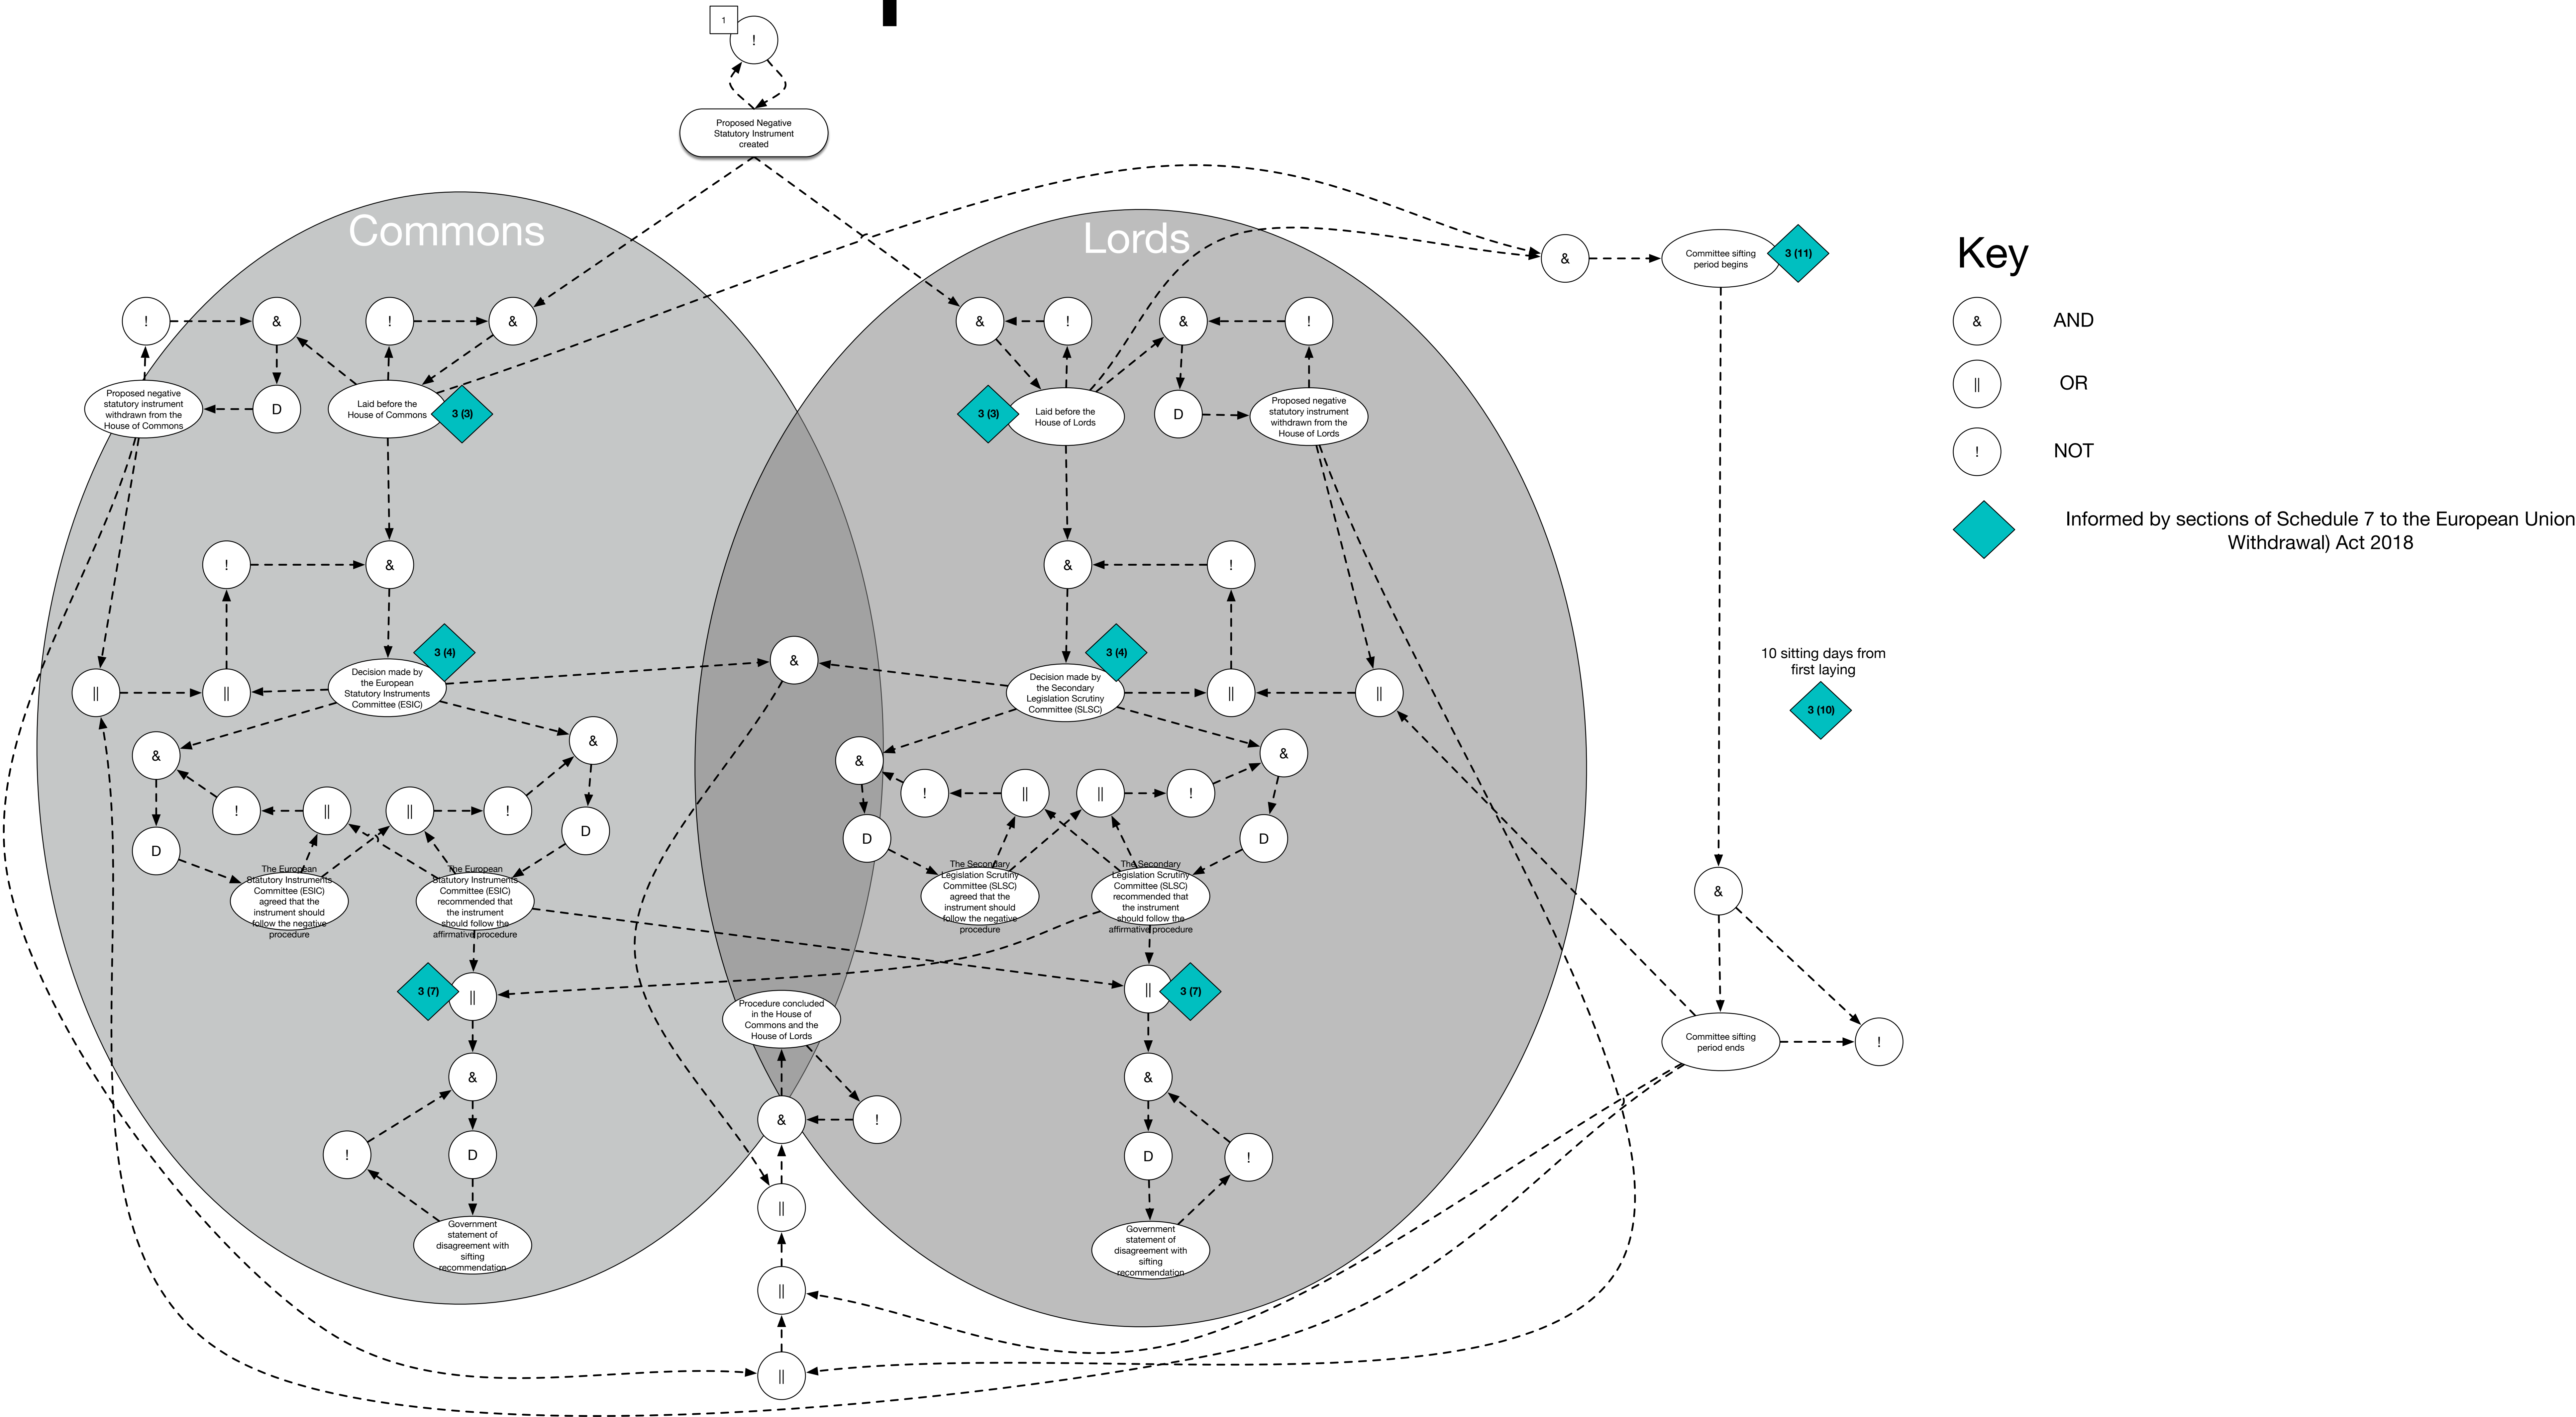 1
!
Proposed Negative
Statutory Instrument
created
Commons
Lords
&
Committee sifting
period begins
3 (11)
Key
&
AND
||
OR
!
NOT
Informed by sections of Schedule 7 to the European Union
Withdrawal) Act 2018
!
&
!
&
&
!
&
!
Proposed negative
statutory instrument
withdrawn from the
House of Commons
D
Laid before the
House of Commons
3 (3)
3 (3)
Laid before the
House of Lords
D
Proposed negative
statutory instrument
withdrawn from the
House of Lords
!
&
&
!
||
||
Decision made by
the European
Statutory Instruments
Committee (ESIC)
3 (4)
&
Decision made by
the Secondary
Legislation Scrutiny
Committee (SLSC)
3 (4)
||
||
10 sitting days from
first laying
3 (10)
&
&
&
&
!
||
||
!
!
||
||
!
D
D
D
D
The European
Statutory Instruments
Committee (ESIC)
agreed that the
instrument should
follow the negative
procedure
The European
Statutory Instruments
Committee (ESIC)
recommended that
the instrument
should follow the
affirmative procedure
The Secondary
Legislation Scrutiny
Committee (SLSC)
agreed that the
instrument should
follow the negative
procedure
The Secondary
Legislation Scrutiny
Committee (SLSC)
recommended that
the instrument
should follow the
affirmative procedure
&
3 (7)
||
Procedure concluded
in the House of
Commons and the
House of Lords
||
3 (7)
Committee sifting
period ends
!
&
&
&
!
!
D
D
!
||
Government
statement of
disagreement with
sifting
recommendation
Government
statement of
disagreement with
sifting
recommendation
||
||